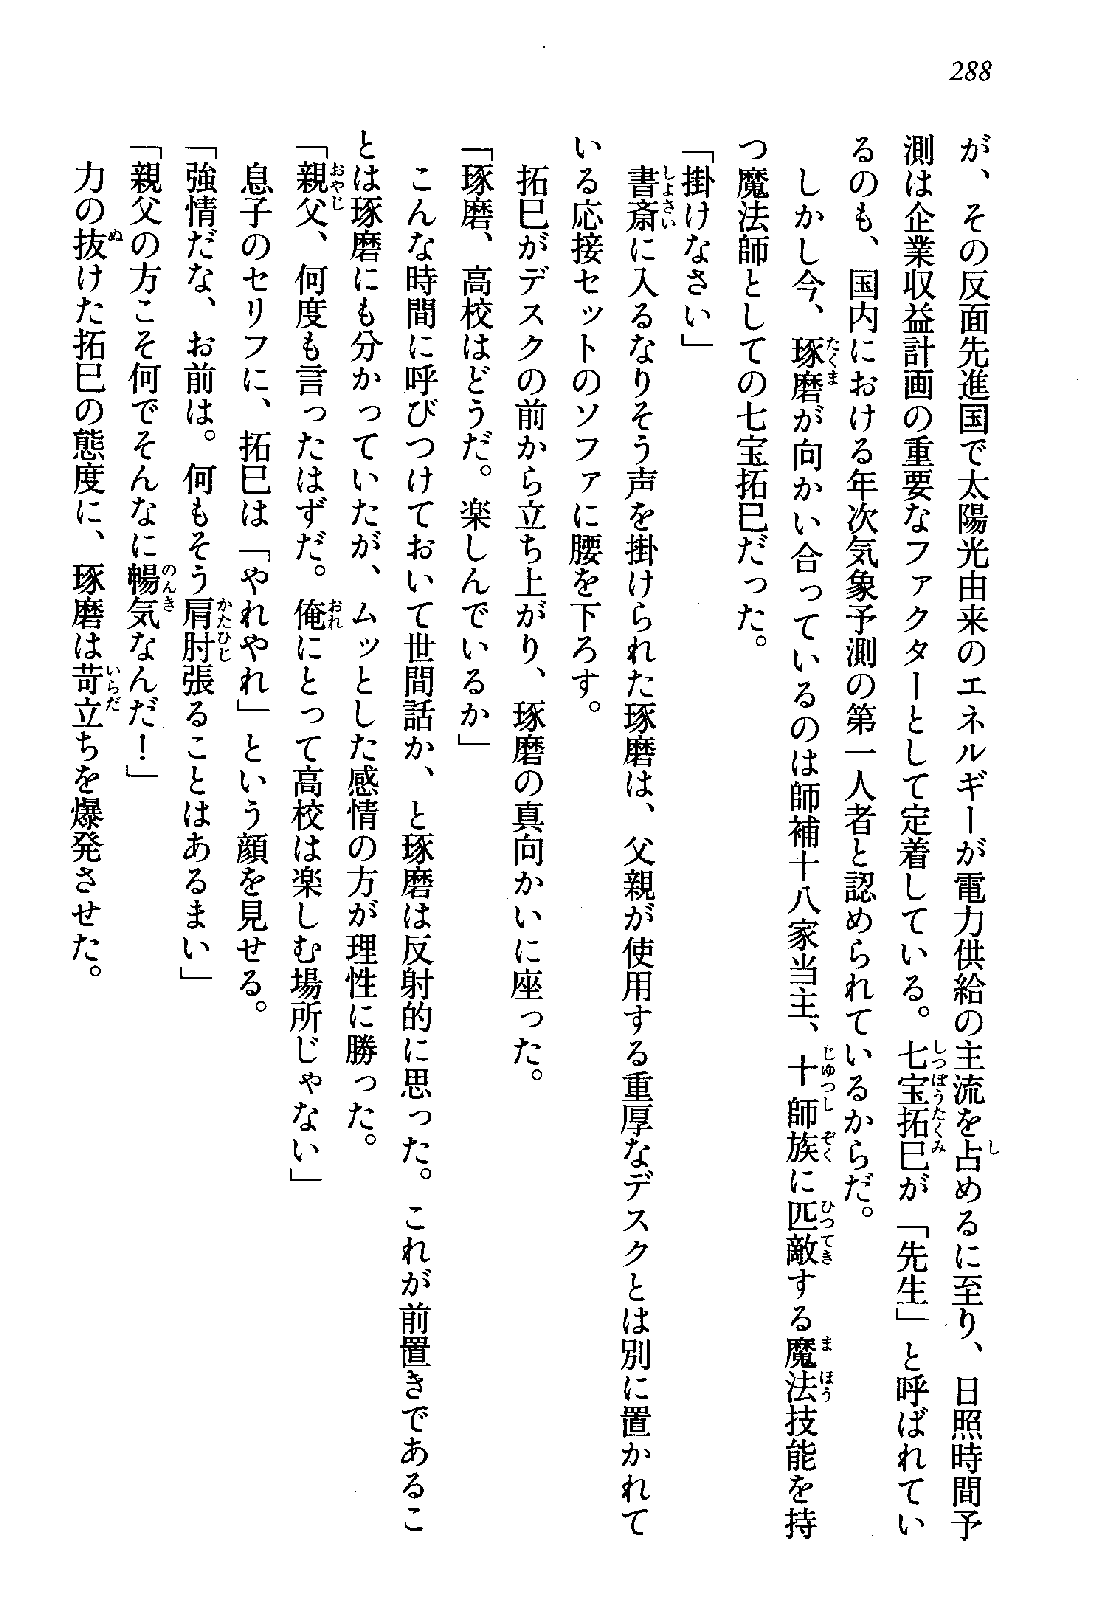 288
が、その反面先進国で太陽光由来のエネルギーが電力供給の主流を占めるに至り、日照時間予
測は企業収益計画の重要なファクターとして定着している。七宝拓巳が「先生」と呼ばれてい
るのも、国内における年次気象予測の第一人者と認められているからだ。
しかし今、琢磨が向かい合っているのは師補十八家当主、十師族に匹敵する魔法技能を持
つ魔法師としての七宝拓巳だった。
「掛けなさい」
書斎に入るなりそう声を掛けられた琢磨は、父親が使用する重厚なデスクとは別に置かれて
いる応接セットのソファに腰を下ろす。
拓巳がデスクの前から立ち上がり、琢磨の真向かいに座った。
「琢磨、高校はどうだ。楽しんでいるか」
こんな時間に呼びつけておいて世間話か、と琢磨は反射的に思った。これが前置きであるこ
とは琢磨にも分かっていたが、ムッとした感情の方が理性に勝った。
「親父、何度も言ったはずだ。俺にとって高校は楽しむ場所じゃない」
息子のセリフに、拓巳は「やれやれ」という顔を見せる。
「強情だな、お前は。何もそう肩肘張ることはあるまい」
「親父の方こそ何でそんなに暢気なんだ！」
力の抜けた拓巳の態度に、琢磨は苛立ちを爆発させた。